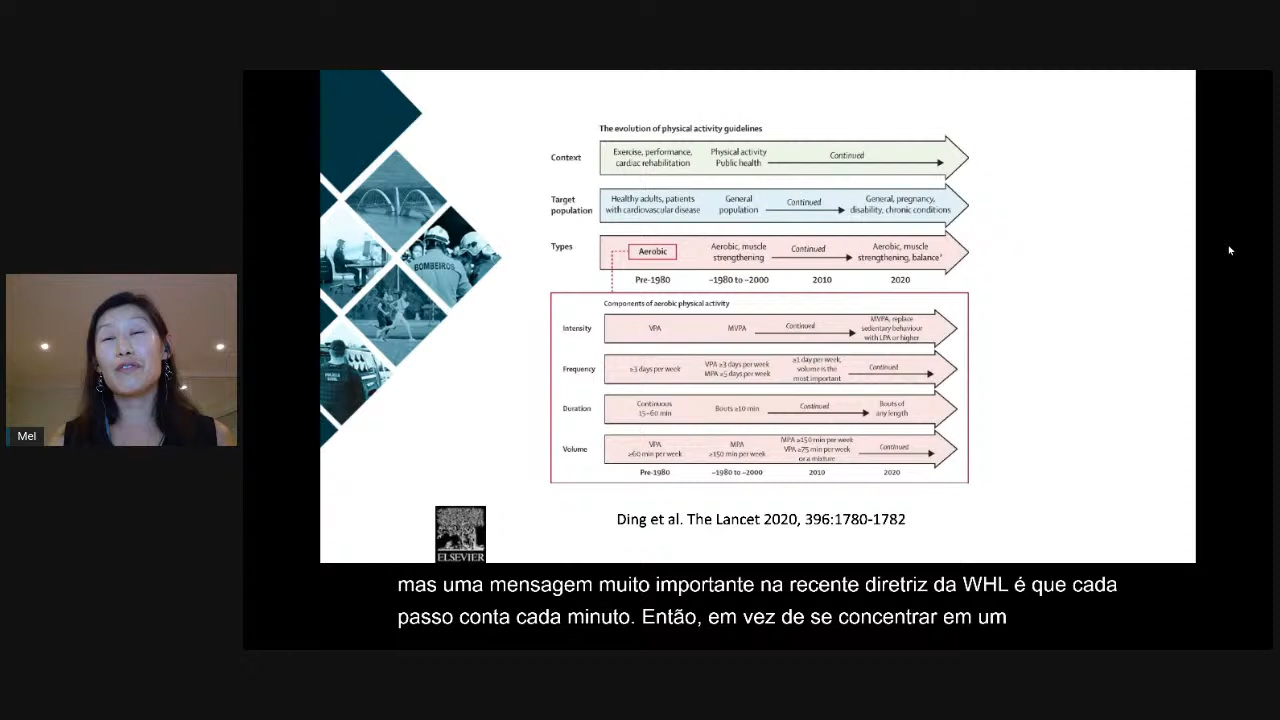 The evolution of physical activity guidelines
Context
Exercise, performance,
cardiac rehabilitation
Physical activity
Public health
Continued
Target
population
Healthy adults, patients
with cardiovascular disease
General
population
Continued
General, pregnancy,
disability, chronic conditions
Types
Aerobic
Aerobic, muscle
strengthening
Continued
Aerobic, muscle
strengthening, balance*
Pre-1980
~1980 to ~2000
2010
2020
Components of aerobic physical activity
Intensity
VPA
MVPA
Continued
MVPA, replace
sedentary behaviour
with LPA or higher
Frequency
≥3 days per week
VPA ≥3 days per week
MPA ≥5 days per week
≥1 day per week,
volume is the
most important
Continued
Duration
Continuous
15–60 min
Bouts ≥10 min
Continued
Bouts of
any length
Volume
VPA
≥60 min per week
MPA
≥150 min per week
MPA ≥150 min per week
VPA ≥75 min per week
or a mixture
Continued
Pre-1980
~1980 to ~2000
2010
2020
BOMBEIROS
POLÍCIA
CIVIL
Mel
ELSEVIER
Ding et al. The Lancet 2020, 396:1780-1782
mas uma mensagem muito importante na recente diretriz da WHL é que cada
passo conta cada minuto. Então, em vez de se concentrar em um